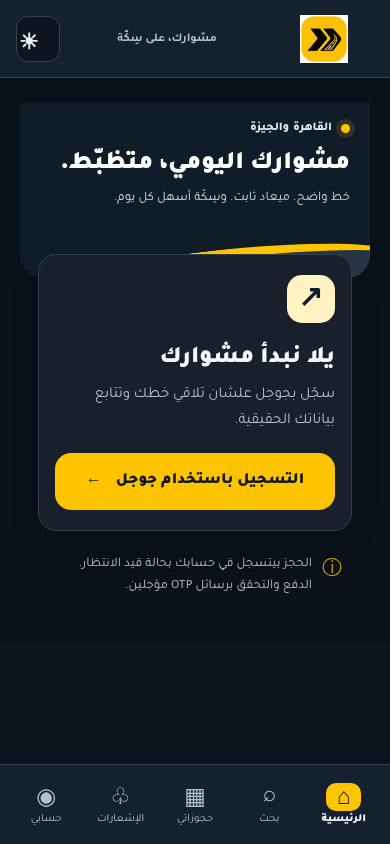 مشوارك، على سكّة
القاهرة والجيزة
مشوارك اليومي، متظبّط.
خط واضح. ميعاد ثابت. وسكّة أسهل كل يوم.
يلا نبدأ مشوارك
سجّل بجوجل علشان تلاقي خطك وتتابع
بياناتك الحقيقية.
التسجيل باستخدام جوجل ←
الحجز بيتسجل في حسابك بحالة قيد الانتظار.
الدفع والتحقق برسائل OTP مؤجلين.
الرئيسية
بحث
حجوزاتي
الإشعارات
حسابي